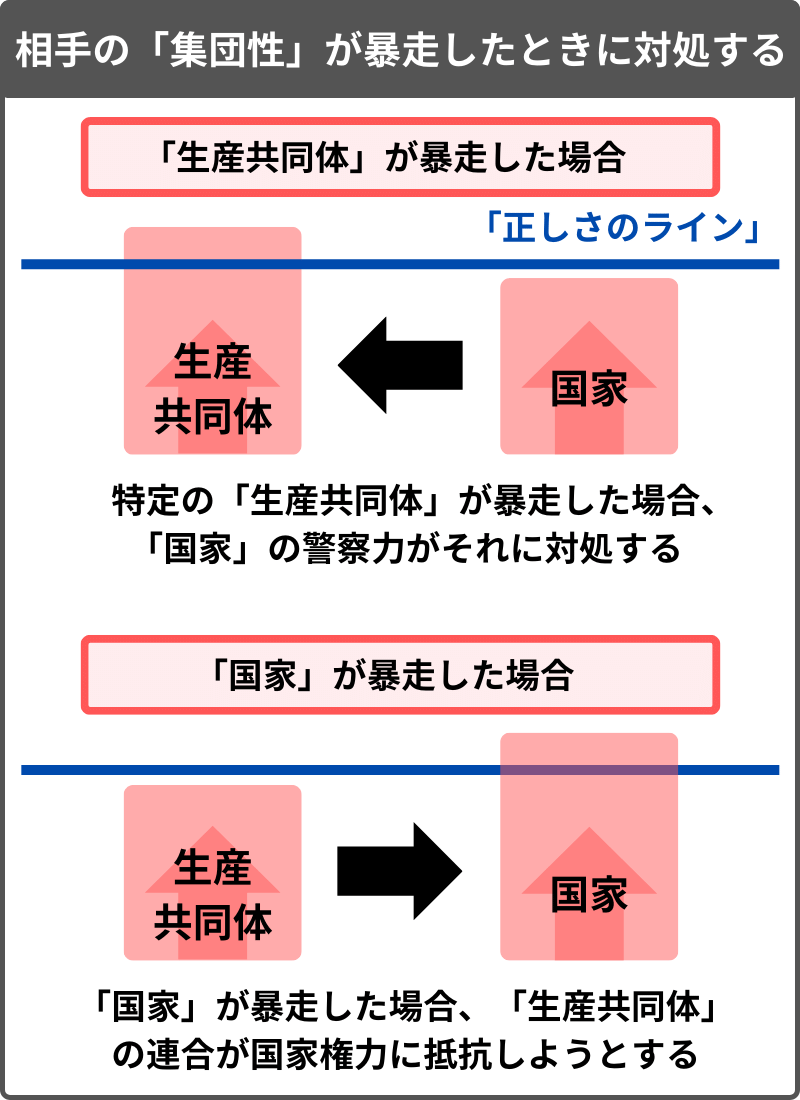 相手の「集団性」が暴走したときに対処する
「生産共同体」が暴走した場合
「正しさのライン」
生産
共同体
国家
特定の「生産共同体」が暴走した場合、
「国家」の警察力がそれに対処する
「国家」が暴走した場合
生産
共同体
国家
「国家」が暴走した場合、「生産共同体」
の連合が国家権力に抵抗しようとする